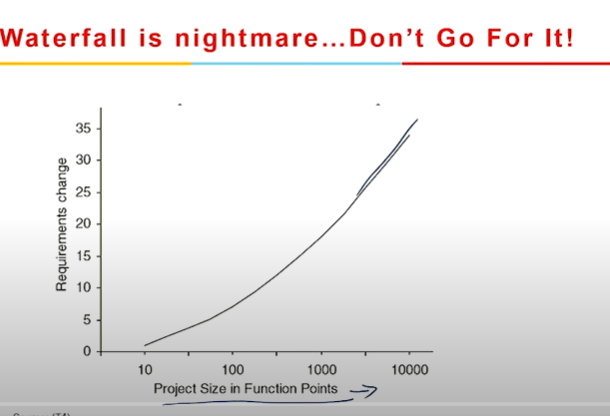 Waterfall is nightmare...Don't Go For It!
35
30
25
20
15
10
5
0
Requirements change
10 100 1000 10000
Project Size in Function Points